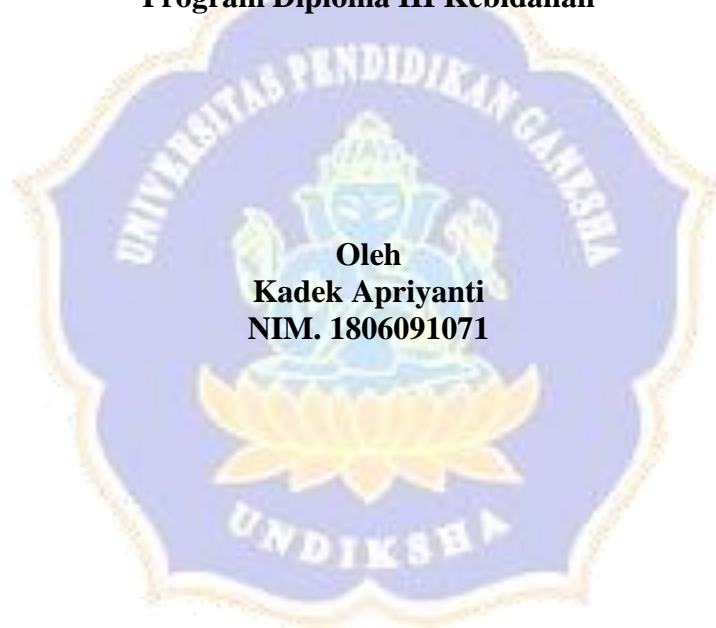 Program Diploma III Kebidanan
UNIVERSITAS PENDIDIKAN GANESHA
Oleh
Kadek Apriyanti
NIM. 1806091071
UNDIKSHA